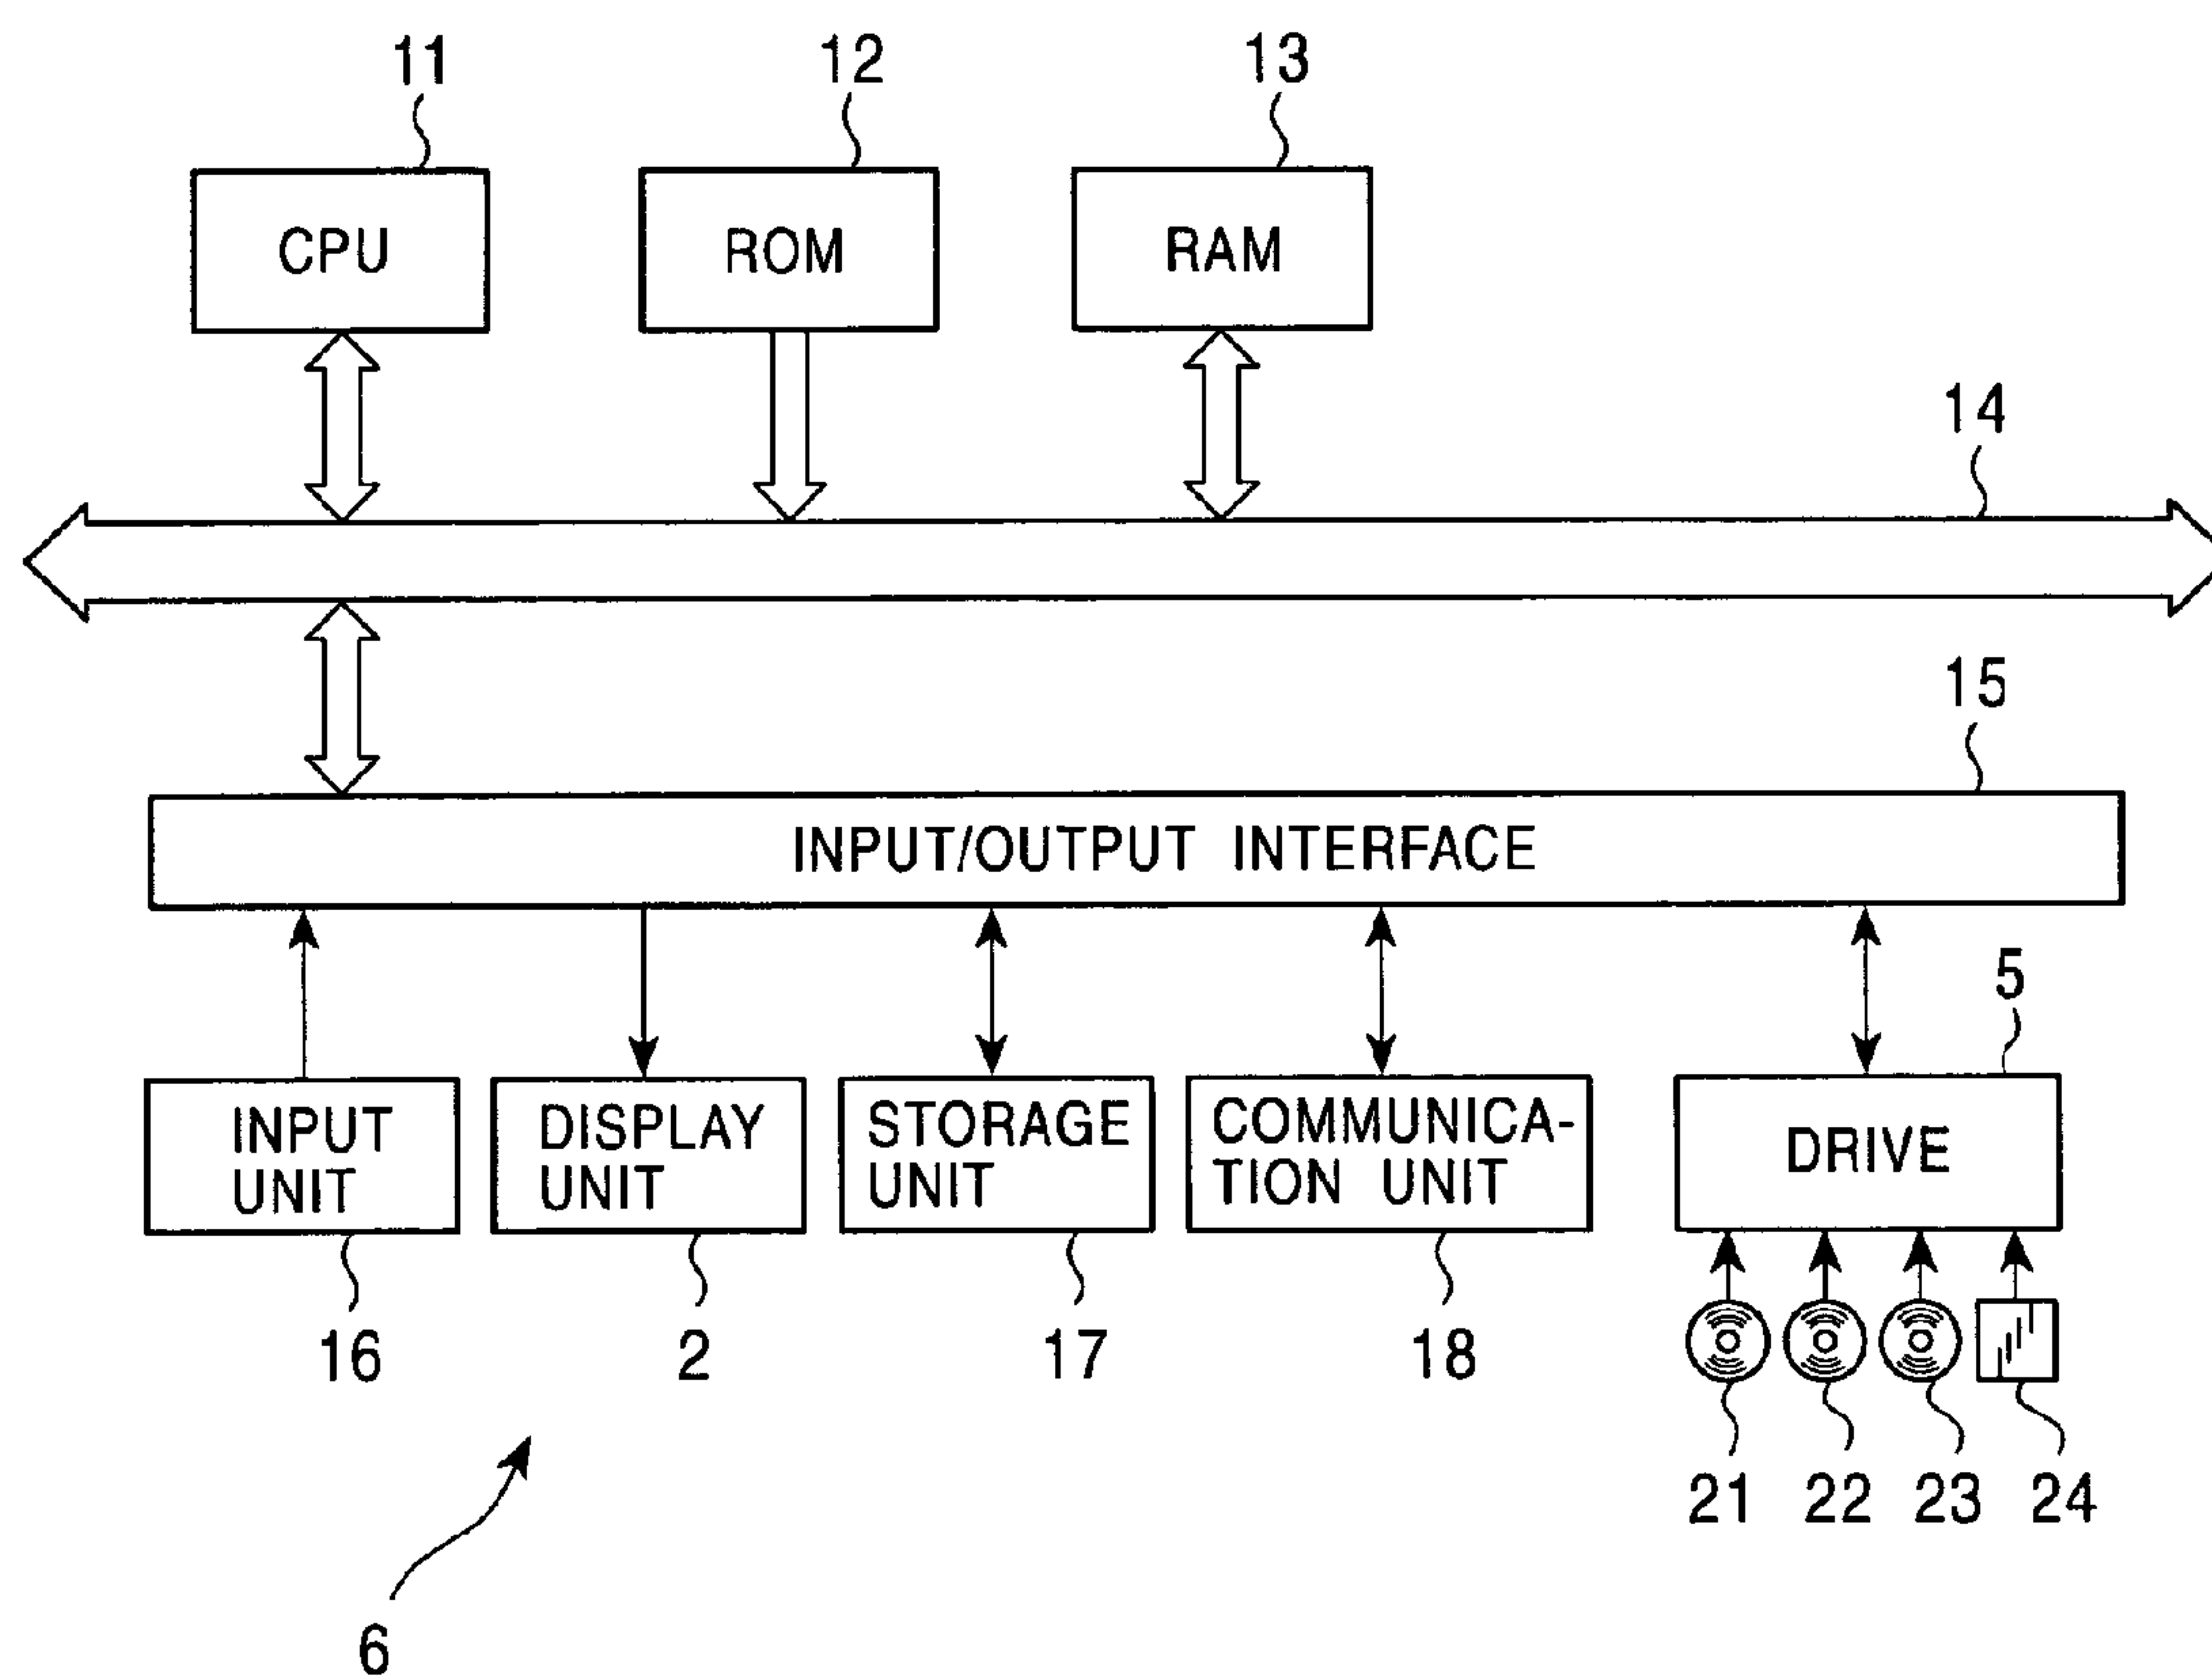 11
12
13
CPU
ROM
RAM
14
15
INPUT/OUTPUT INTERFACE
5
INPUT
UNIT
DISPLAY
UNIT
STORAGE
UNIT
COMMUNICA-
TION UNIT
DRIVE
16
2
17
18
21
22
23
24
6